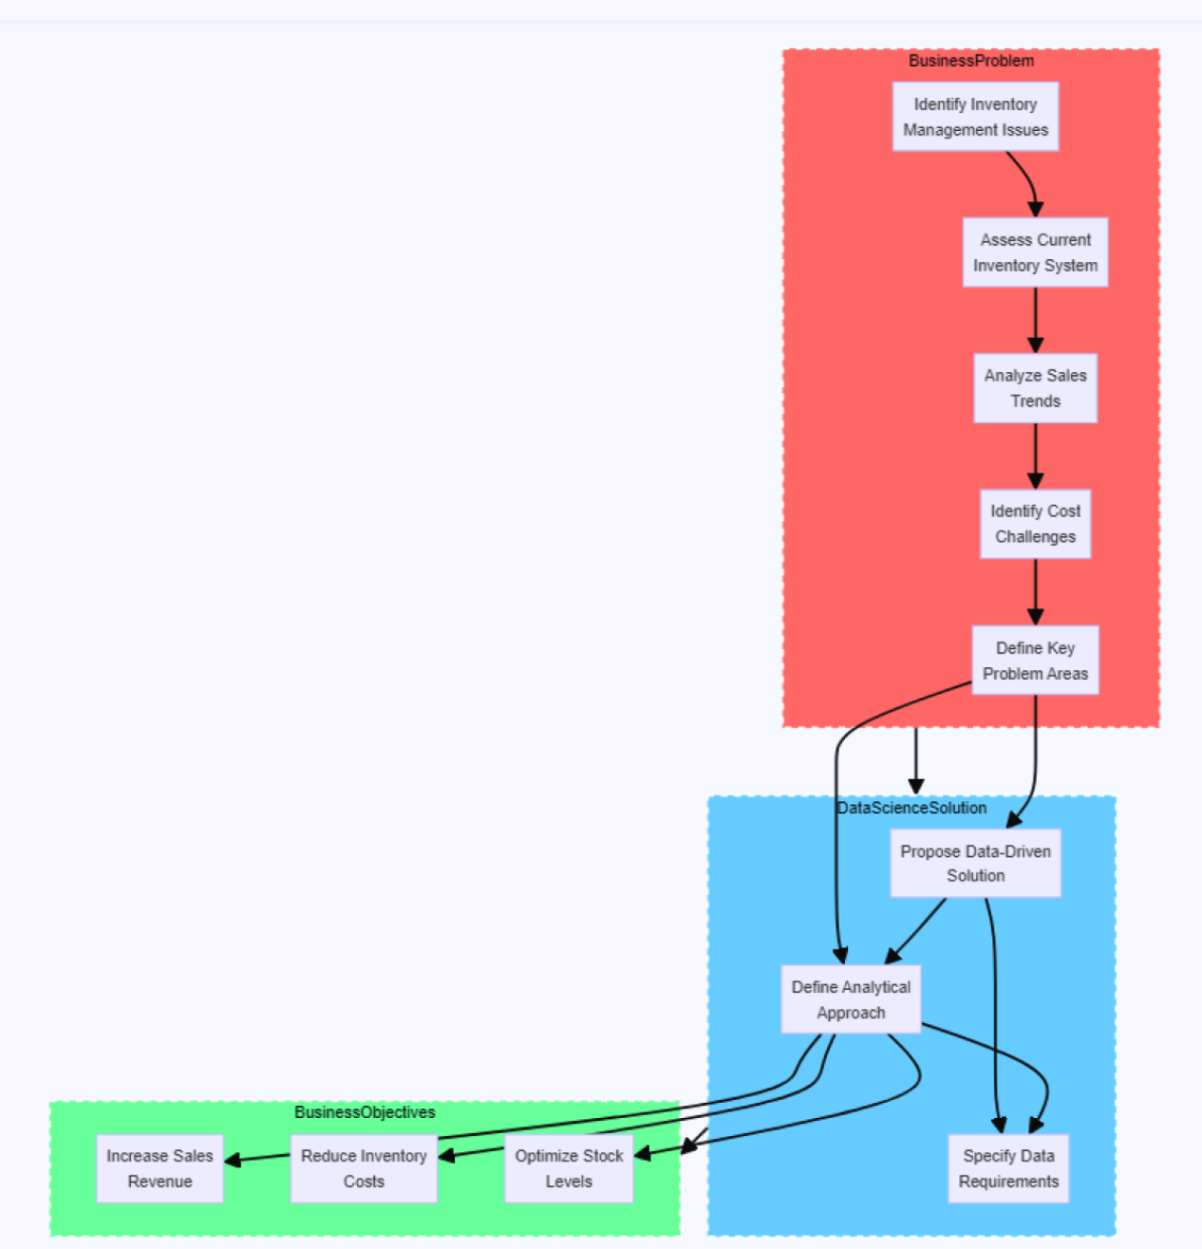 BusinessProblem
Identify Inventory
Management Issues
Assess Current
Inventory System
Analyze Sales
Trends
Identify Cost
Challenges
Define Key
Problem Areas
DataScienceSolution
Propose Data-Driven
Solution
Define Analytical
Approach
BusinessObjectives
Increase Sales
Revenue
Reduce Inventory
Costs
Optimize Stock
Levels
Specify Data
Requirements